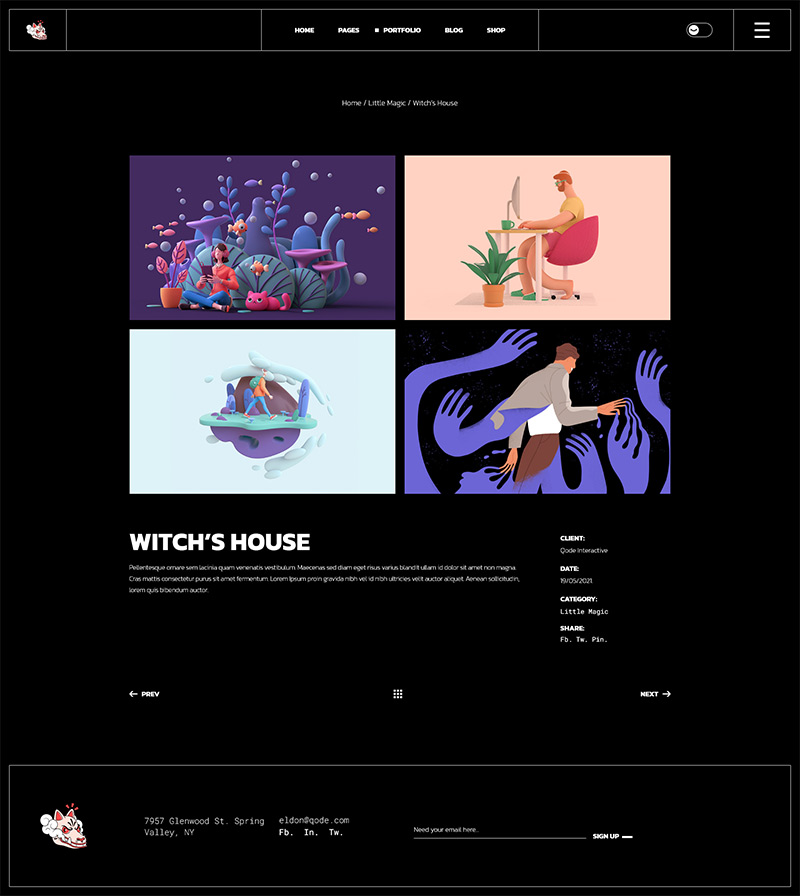 HOME PAGES PORTFOLIO BLOG SHOP
Home / Little Magic / Witch's House
WITCH'S HOUSE
Pellentesque ornare sem lacinia quam venenatis vestibulum. Maecenas sed diam eget risus varius blandit ullam id dolor sit amet non magna.
Cras mattis consectetur purus sit amet fermentum. Lorem Ipsum proin gravida nibh vel id nibh ultricies velit auctor aliquet. Aenean sollicitudin,
lorem quis bibendum auctor.
CLIENT:
Qode Interactive
DATE:
19/05/2021.
CATEGORY:
Little Magic
SHARE:
Fb. Tw. Pin.
PREV
NEXT
7957 Glenwood St. Spring
Valley, NY
eldon@qode.com
Fb. In. Tw.
Need your email here...
SIGN UP